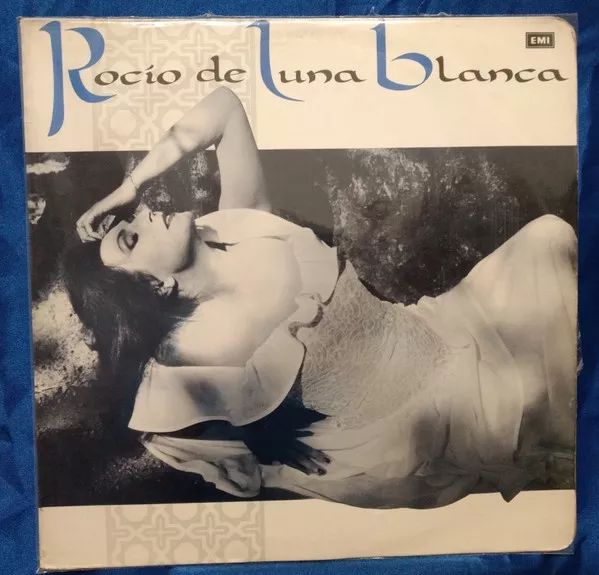 EMI
Rocío de luna blanca